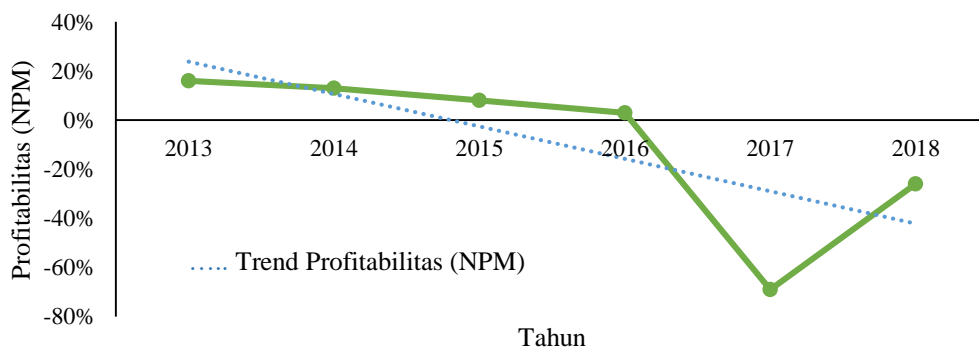 40%
20%
0%
-20%
-40%
-60%
-80%
Profitabilitas (NPM)
2013 2014 2015 2016 2017 2018
Trend Profitabilitas (NPM)
Tahun